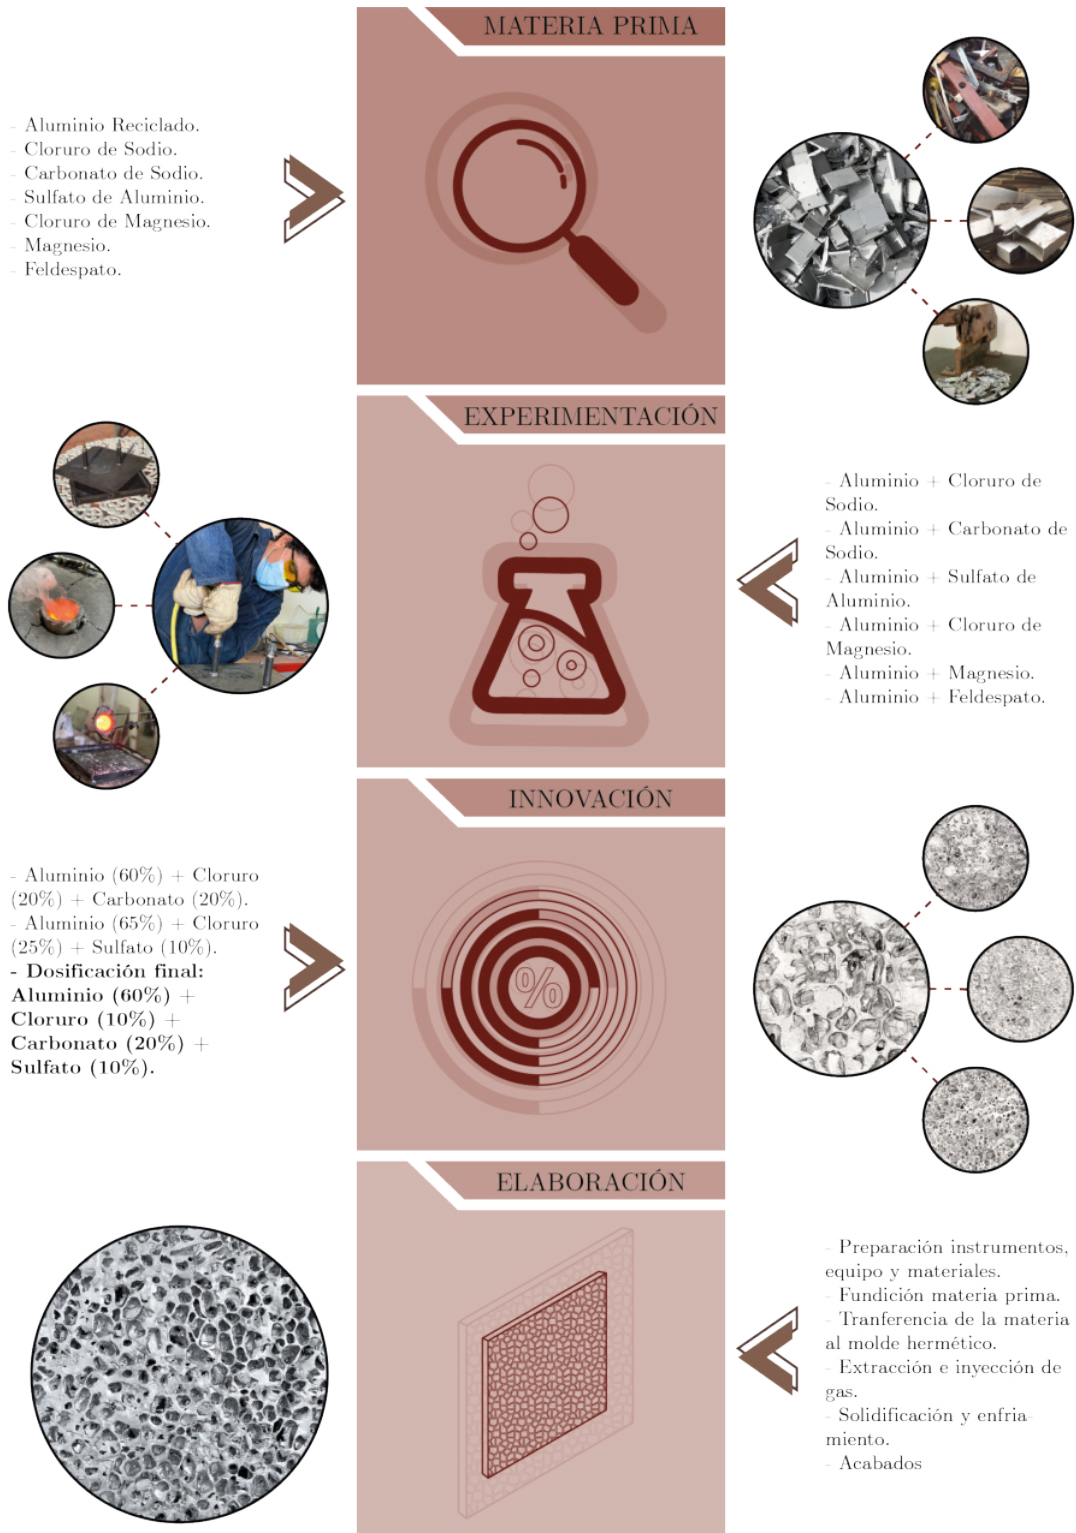 MATERIA PRIMA
- Aluminio Reciclado.
- Cloruro de Sodio.
- Carbonato de Sodio.
- Sulfato de Aluminio.
- Cloruro de Magnesio.
- Magnesio.
- Feldespato.
EXPERIMENTACIÓN
- Aluminio + Cloruro de
Sodio.
- Aluminio + Carbonato de
Sodio.
- Aluminio + Sulfato de
Aluminio.
- Aluminio + Cloruro de
Magnesio.
- Aluminio + Magnesio.
- Aluminio + Feldespato.
INNOVACIÓN
- Aluminio (60%) + Cloruro
(20%) + Carbonato (20%).
- Aluminio (65%) + Cloruro
(25%) + Sulfato (10%).
- Dosificación final:
Aluminio (60%) +
Cloruro (10%) +
Carbonato (20%) +
Sulfato (10%).
%
ELABORACIÓN
- Preparación instrumentos,
equipo y materiales.
- Fundición materia prima.
- Tranferencia de la materia
al molde hermético.
- Extracción e inyección de
gas.
- Solidificación y enfria-
miento.
- Acabados